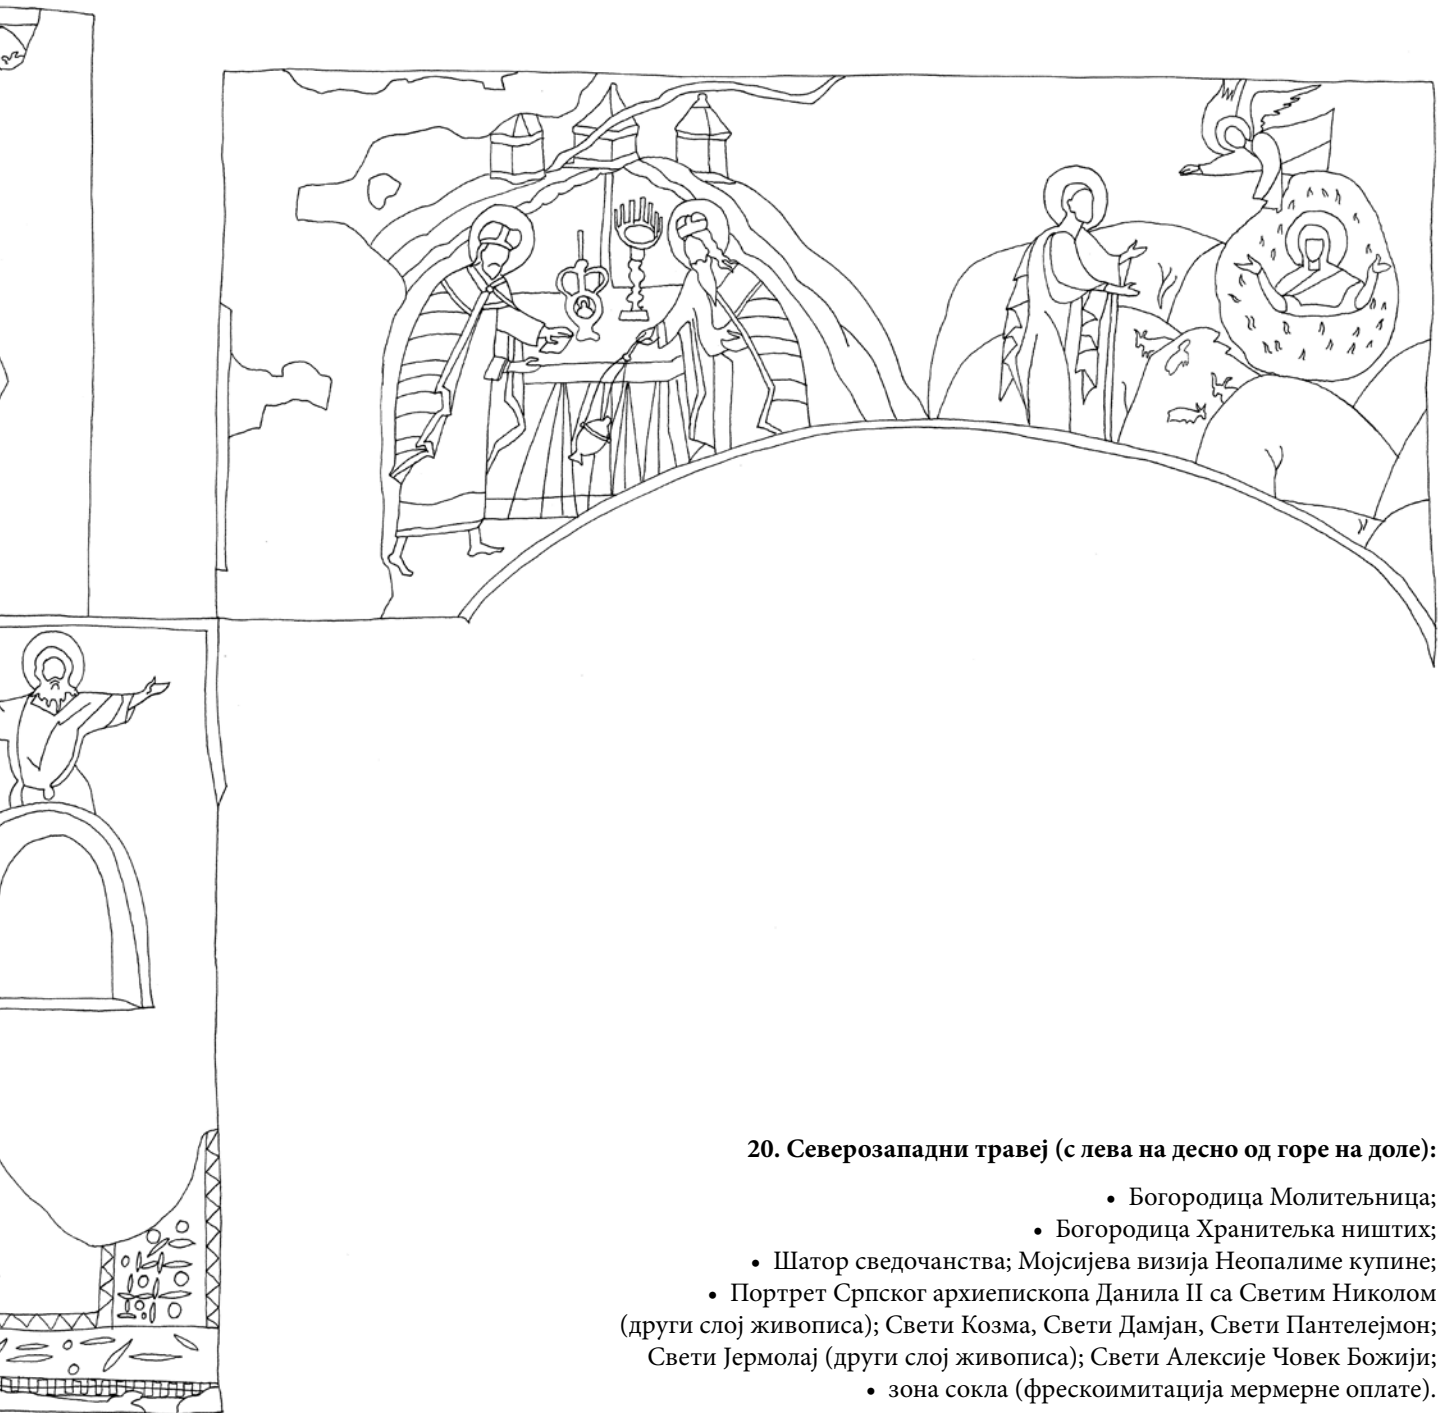 20. Северозападни травеј (с лева на десно од горе на доле):
• Богородица Молитељница;
• Богородица Хранитељка ништих;
• Шатор сведочанства; Мојсијева визија Неопалиме купине;
• Портрет Српског архиепископа Данила II са Светим Николом
(други слој живописа); Свети Козма, Свети Дамјан, Свети Пантелејмон;
Свети Јермолај (други слој живописа); Свети Алексије Човек Божији;
• зона сокла (фрескоимитација мермерне оплате).